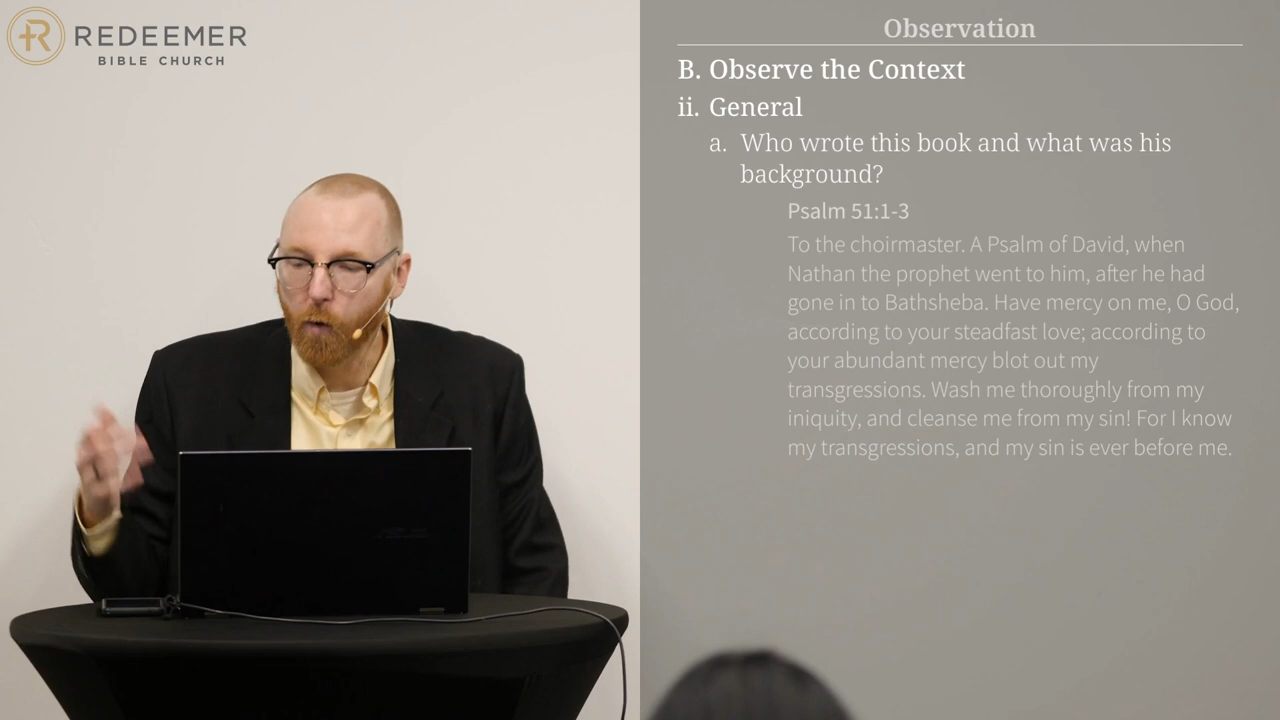 REDEEMER
BIBLE CHURCH
Observation
B. Observe the Context
ii. General
a. Who wrote this book and what was his
background?
Psalm 51:1-3
To the choirmaster. A Psalm of David, when
Nathan the prophet went to him, after he had
gone in to Bathsheba. Have mercy on me, O God,
according to your steadfast love; according to
your abundant mercy blot out my
transgressions. Wash me thoroughly from my
iniquity, and cleanse me from my sin! For I know
my transgressions, and my sin is ever before me.